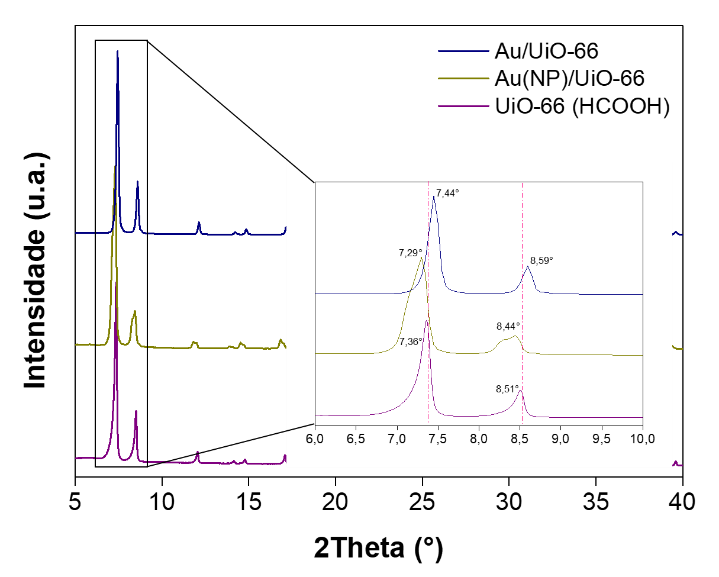 Au/UiO-66
Au(NP)/UiO-66
UiO-66 (HCOOH)
Intensidade (u.a.)
7,44°
7,29°
8,59°
7,36°
8,44°
8,51°
6,0 6,5 7,0 7,5 8,0 8,5 9,0 9,5 10,0
5 10 15 20 25 30 35 40
2Theta (°)